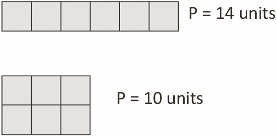 P = 14 units
P = 10 units